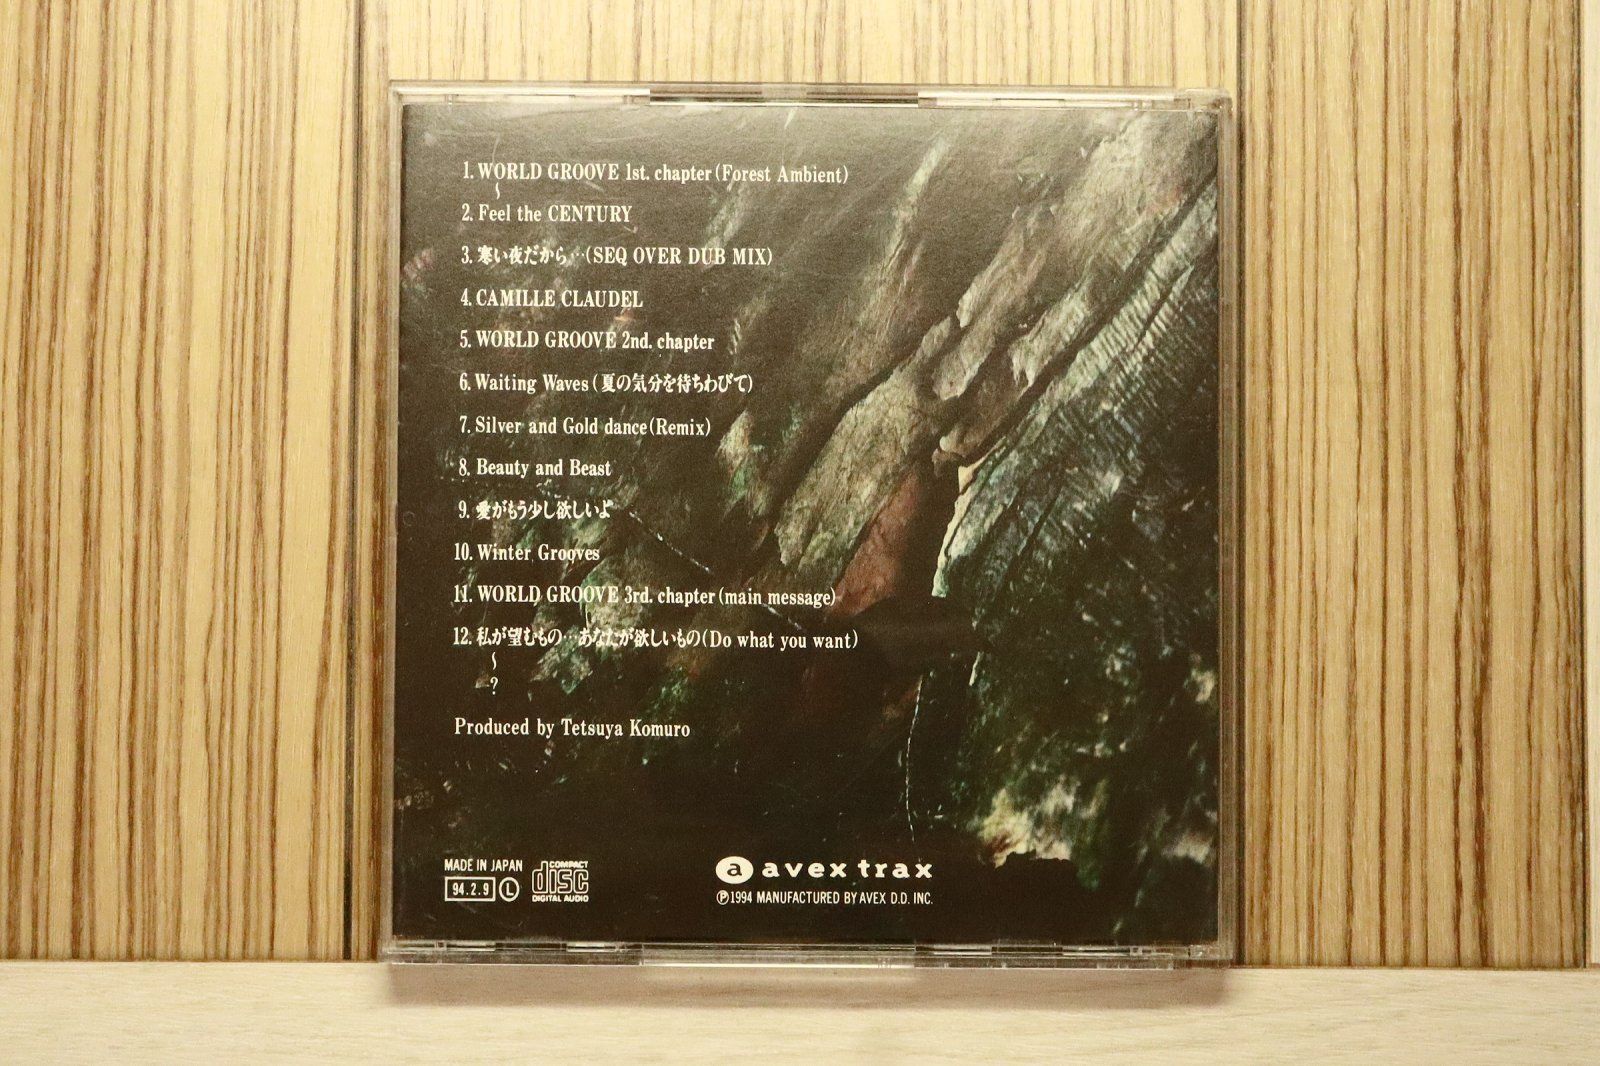 1. WORLD GROOVE 1st. chapter(Forest Ambient)
〜
2. Feel the CENTURY
3. 寒い夜だから…(SEQ OVER DUB MIX)
4. CAMILLE CLAUDEL
5. WORLD GROOVE 2nd. chapter
6. Waiting Waves(夏の気分を待ちわびて)
7. Silver and Gold dance(Remix)
8. Beauty and Beast
9. 愛がもう少し欲しいよ
10. Winter Grooves
11. WORLD GROOVE 3rd. chapter(main message)
12. 私が望むもの…あなたが欲しいもの(Do what you want)
〜
?
Produced by Tetsuya Komuro
MADE IN JAPAN
94.2.9 L
COMPACT
disc
DIGITAL AUDIO
a avex trax
Ⓟ1994 MANUFACTURED BY AVEX D.D. INC.